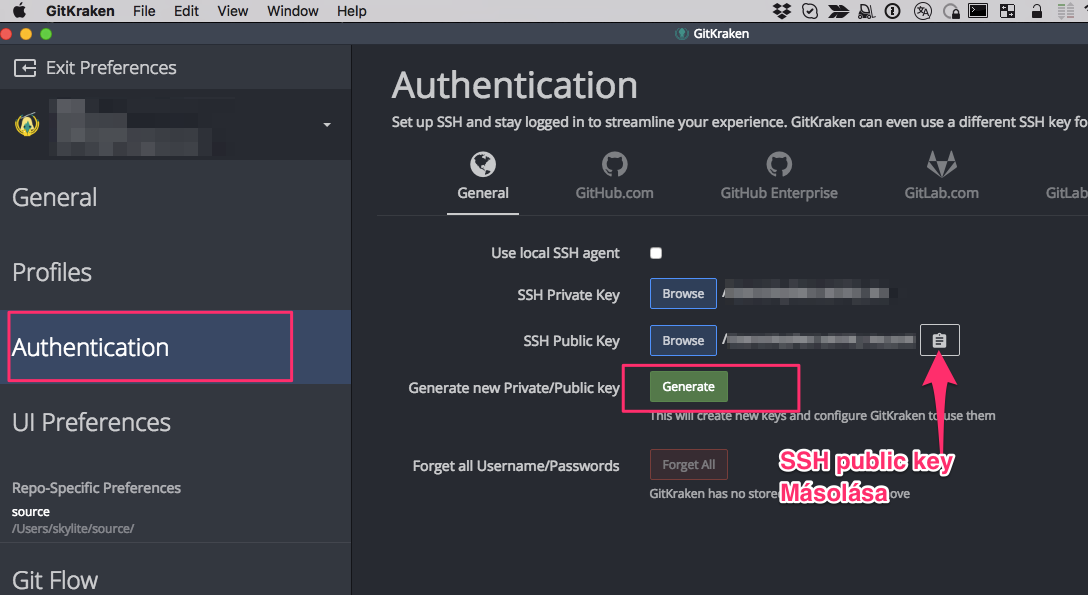 GitKraken File Edit View Window Help
GitKraken
Exit Preferences
General
Profiles
Authentication
UI Preferences
Repo-Specific Preferences
source
/Users/skylite/source/
Git Flow
Authentication
Set up SSH and stay logged in to streamline your experience. GitKraken can even use a different SSH key fo
General GitHub.com GitHub Enterprise GitLab.com GitLab
Use local SSH agent
SSH Private Key Browse /
SSH Public Key Browse /
Generate new Private/Public key Generate
This will create new keys and configure GitKraken to use them
Forget all Username/Passwords Forget All
SSH public key
Másolása
GitKraken has no store ove